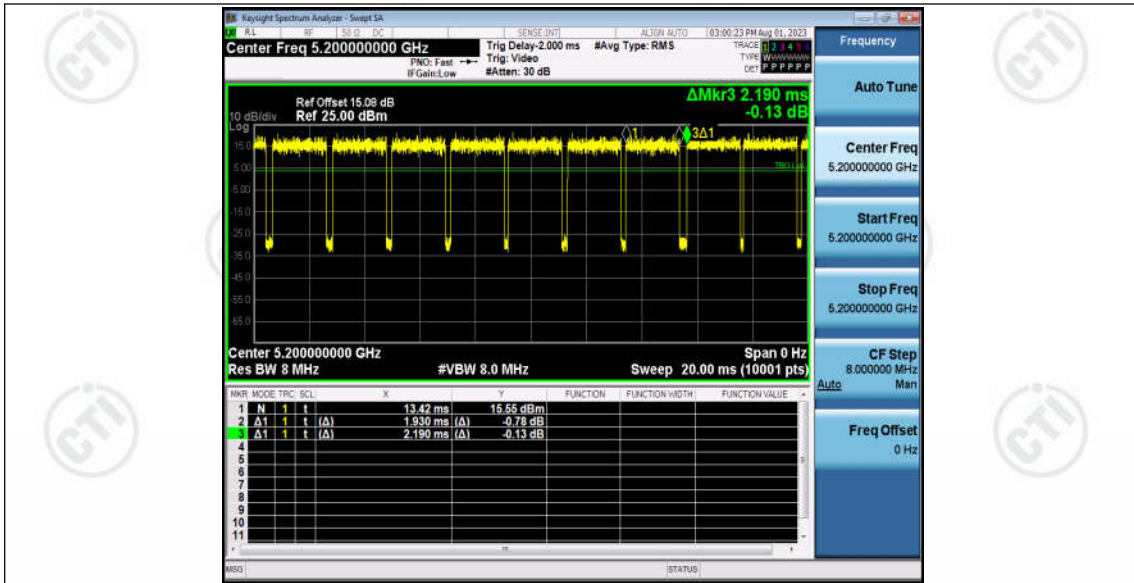 Keysight Spectrum Analyzer - Swept SA
RL RF 50 Ω DC SENSE:INT ALIGN AUTO 03:00:23 PM Aug 01, 2023
Center Freq 5.200000000 GHz
PNO: Fast
IFGain:Low
Trig Delay-2.000 ms
Trig: Video
#Atten: 30 dB
#Avg Type: RMS
TRACE 1 2 3 4 5 6
TYPE WWWWWW
DET P P P P P P
Frequency
Auto Tune
Center Freq
5.200000000 GHz
Start Freq
5.200000000 GHz
Stop Freq
5.200000000 GHz
CF Step
8.000000 MHz
Auto Man
Freq Offset
0 Hz
ΔMkr3 2.190 ms
-0.13 dB
Ref Offset 15.08 dB
10 dB/div Ref 25.00 dBm
Log
15.0
5.00
-5.00
-15.0
-25.0
-35.0
-45.0
-55.0
-65.0
1
3Δ1
Center 5.200000000 GHz Span 0 Hz
Res BW 8 MHz #VBW 8.0 MHz Sweep 20.00 ms (10001 pts)
MKR MODE TRC SCL X Y FUNCTION FUNCTION WIDTH FUNCTION VALUE
1 N 1 t 13.42 ms 15.55 dBm
2 Δ1 1 t (Δ) 1.930 ms (Δ) -0.78 dB
3 Δ1 1 t (Δ) 2.190 ms (Δ) -0.13 dB
4
5
6
7
8
9
10
11
MSG STATUS
CTI
CTI
CTI
CTI